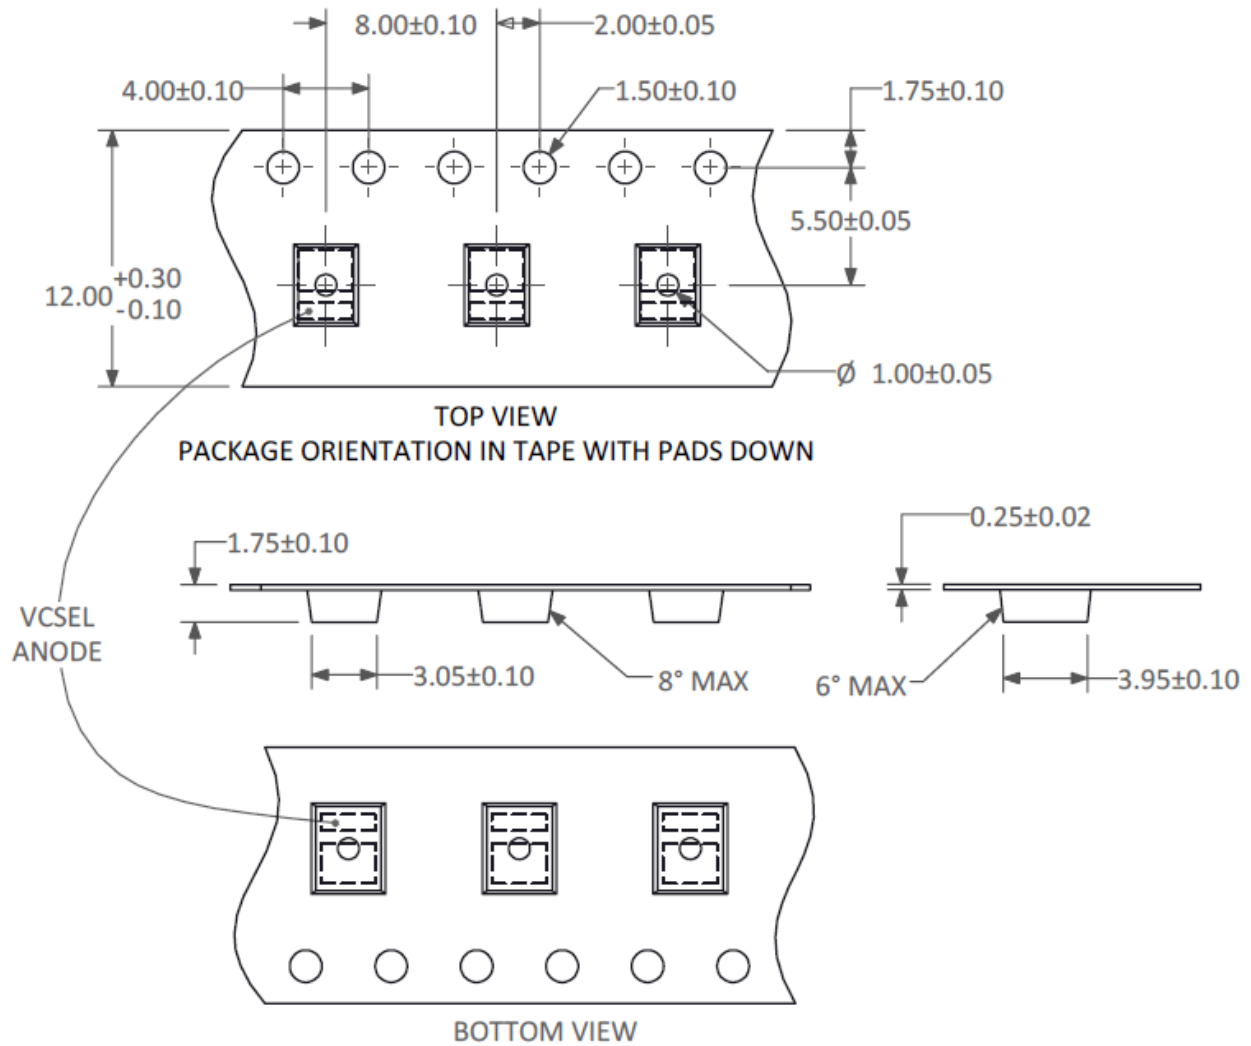 8.00±0.10
2.00±0.05
4.00±0.10
1.50±0.10
1.75±0.10
5.50±0.05
12.00 +0.30
-0.10
Ø 1.00±0.05
TOP VIEW
PACKAGE ORIENTATION IN TAPE WITH PADS DOWN
1.75±0.10
0.25±0.02
VCSEL
ANODE
3.05±0.10
8° MAX
6° MAX
3.95±0.10
BOTTOM VIEW